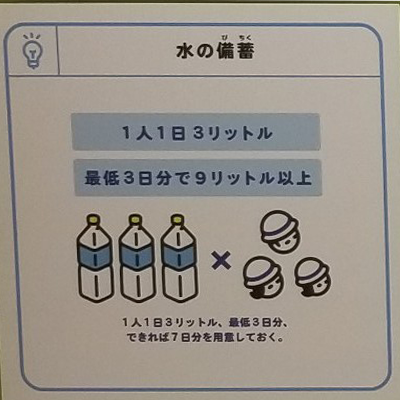 水の備蓄
びちく
1人1日3リットル
最低3日分で9リットル以上
×
1人1日3リットル、最低3日分、
できれば7日分を用意しておく。